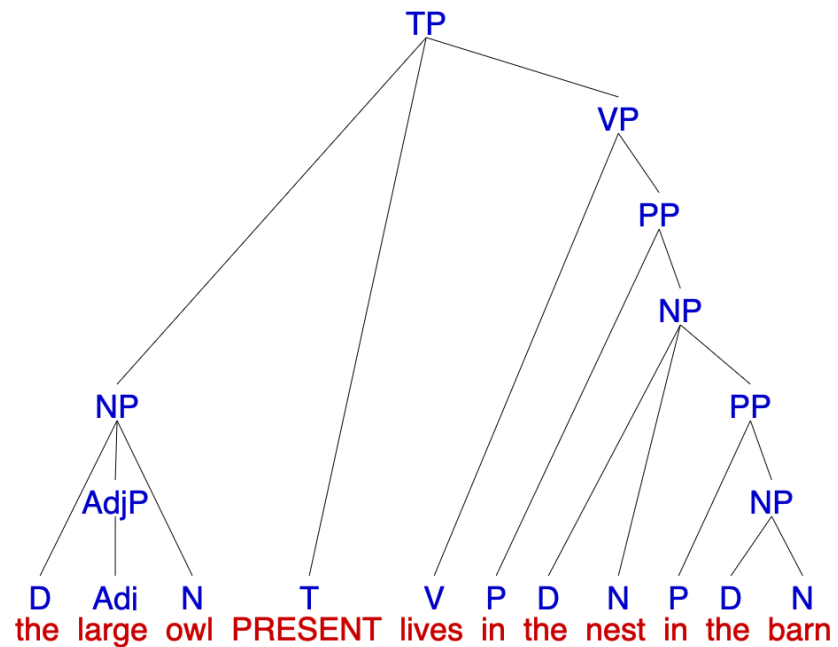 TP
VP
PP
NP
NP PP
AdjP NP
D Adj N T V P D N P D N
the large owl PRESENT lives in the nest in the barn